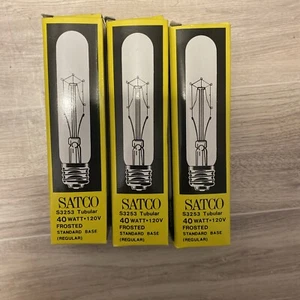 SATCO
S3253 Tubular
40 WATT•120V
FROSTED
STANDARD BASE
(REGULAR)
SATCO
S3253 Tubular
40 WATT•120V
FROSTED
STANDARD BASE
(REGULAR)
SATCO
S3253 Tubular
40 WATT•120V
FROSTED
STANDARD BASE
(REGULAR)